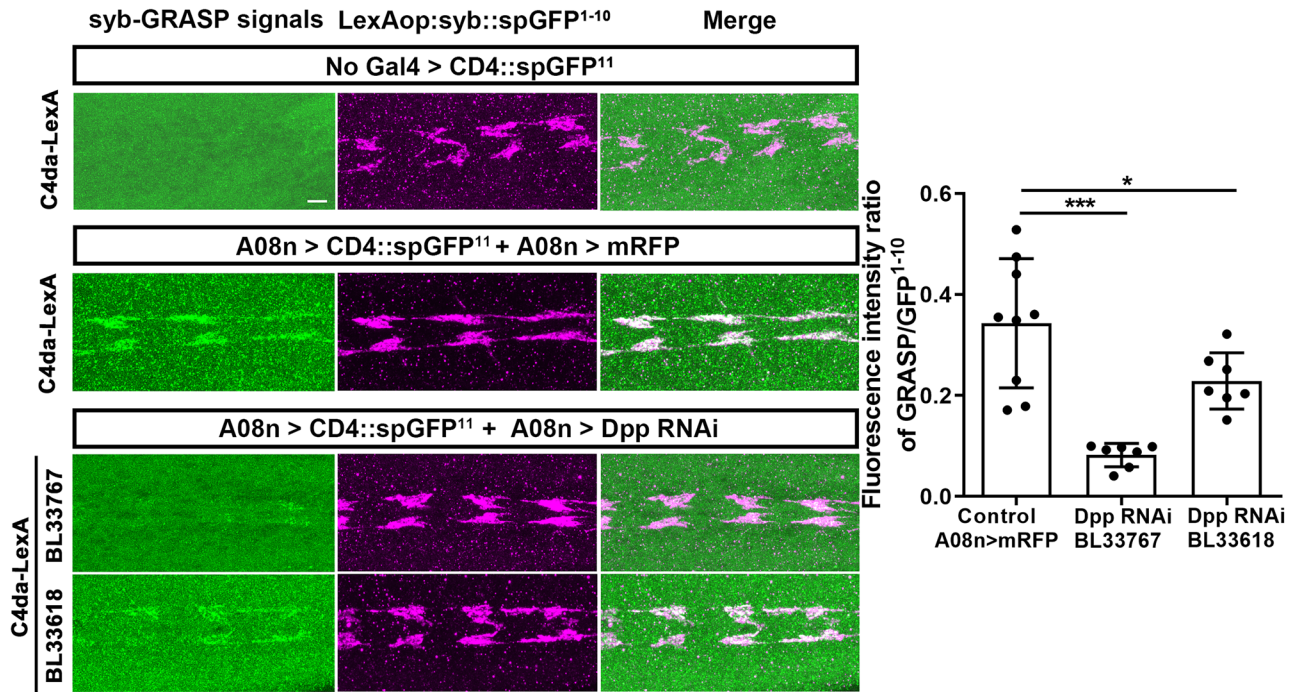 syb-GRASP signals LexAop:syb::spGFP¹⁻¹⁰ Merge
No Gal4 > CD4::spGFP¹¹
C4da-LexA
A08n > CD4::spGFP¹¹ + A08n > mRFP
C4da-LexA
A08n > CD4::spGFP¹¹ + A08n > Dpp RNAi
C4da-LexA
BL33767
BL33618
Fluorescence intensity ratio
of GRASP/GFP¹⁻¹⁰
0.6
0.4
0.2
0.0
*
***
Control
A08n>mRFP
Dpp RNAi
BL33767
Dpp RNAi
BL33618